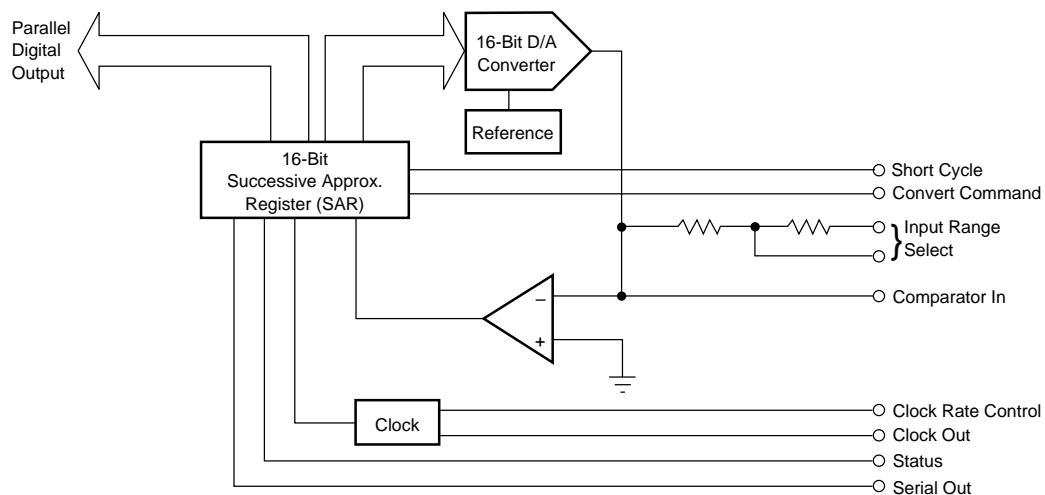 Parallel
Digital
Output
16-Bit D/A
Converter
Reference
16-Bit
Successive Approx.
Register (SAR)
Short Cycle
Convert Command
Input Range
Select
}
Comparator In
–
+
Clock
Clock Rate Control
Clock Out
Status
Serial Out